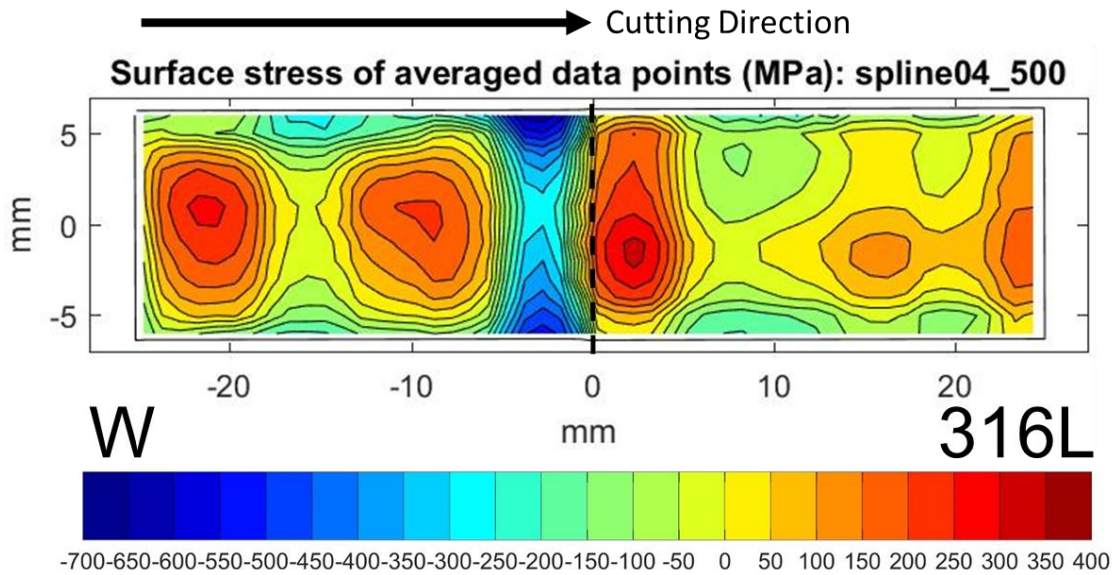 Cutting Direction
Surface stress of averaged data points (MPa): spline04_500
5
0
-5
mm
-20 -10 0 10 20
mm
W 316L
-700-650-600-550-500-450-400-350-300-250-200-150-100 -50 0 50 100 150 200 250 300 350 400